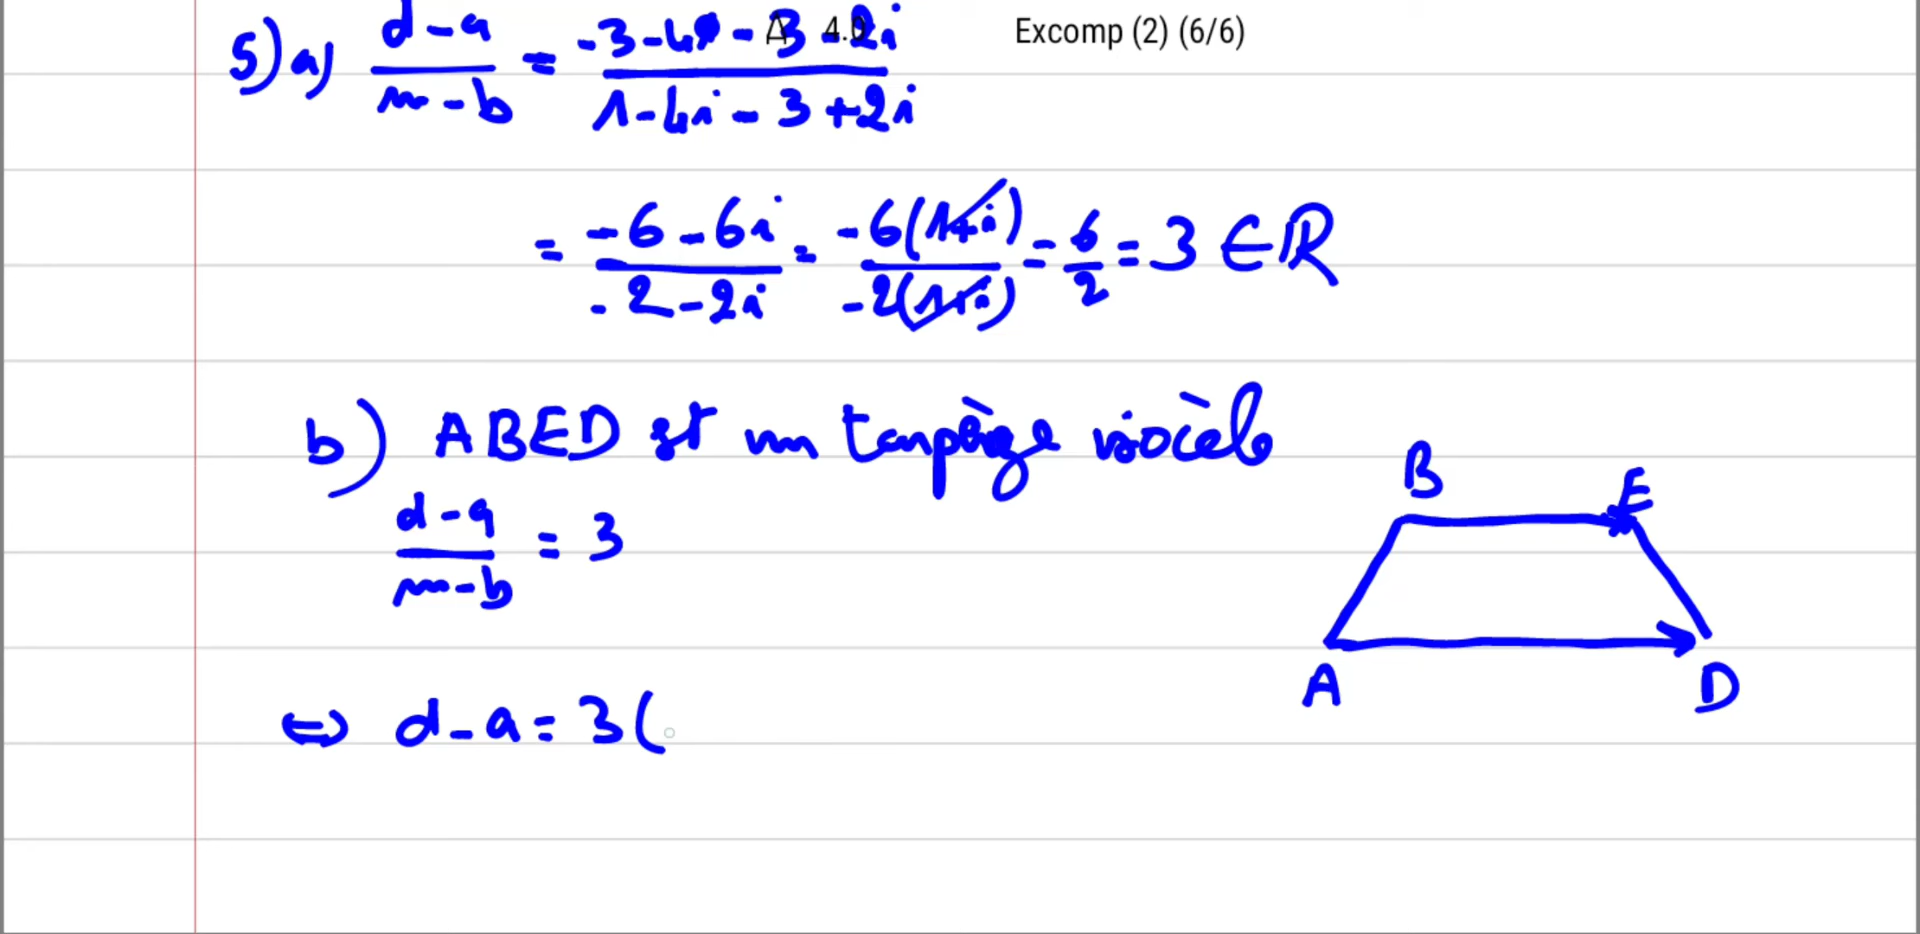 Excomp (2) (6/6)
5) a) d-a / m-b = -3-4i-3-2i / 1-4i-3+2i
= -6-6i / -2-2i = -6(1+i) / -2(1+i) = 6/2 = 3 ∈ ℝ
b) ABED est un trapèze isocèle
d-a / m-b = 3
⇔ d-a = 3(
B E
A D